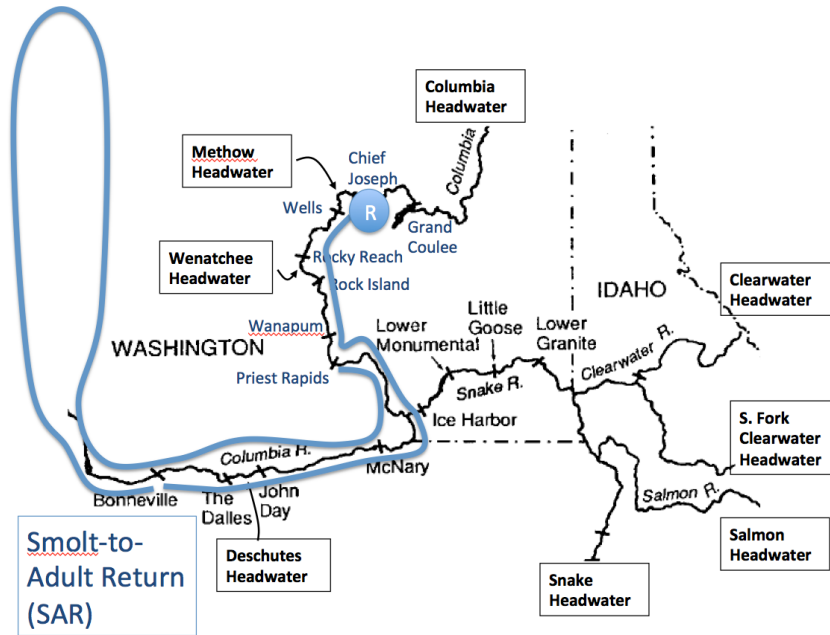 Columbia
Headwater
Methow
Headwater
Chief
Joseph
Columbia
Wells
R
Grand
Coulee
Wenatchee
Headwater
Rocky Reach
Rock Island
IDAHO
Clearwater
Headwater
Wanapum
WASHINGTON
Lower
Monumental
Little
Goose
Lower
Granite
Clearwater R.
Priest Rapids
Snake R.
Ice Harbor
S. Fork
Clearwater
Headwater
Columbia R.
McNary
Bonneville
The
Dalles
John
Day
Salmon R.
Smolt-to-
Adult Return
(SAR)
Deschutes
Headwater
Snake
Headwater
Salmon
Headwater